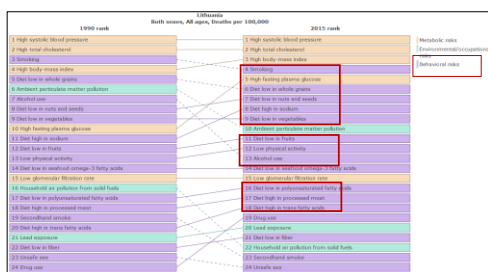 Lithuania
Both sexes, All ages, Deaths per 100,000
1990 rank
2015 rank
1 High systolic blood pressure
2 High total cholesterol
3 Smoking
4 High body-mass index
5 Diet low in whole grains
6 Ambient particulate matter pollution
7 Alcohol use
8 Diet low in nuts and seeds
9 Diet low in vegetables
10 High fasting plasma glucose
11 Diet high in sodium
12 Diet low in fruits
13 Low physical activity
14 Diet low in seafood omega-3 fatty acids
15 Low glomerular filtration rate
16 Household air pollution from solid fuels
17 Diet low in polyunsaturated fatty acids
18 Diet high in processed meat
19 Secondhand smoke
20 Diet high in trans fatty acids
21 Lead exposure
22 Diet low in fiber
23 Unsafe sex
24 Drug use
1 High systolic blood pressure
2 High total cholesterol
3 High body-mass index
4 Smoking
5 High fasting plasma glucose
6 Diet low in whole grains
7 Diet low in nuts and seeds
8 Diet high in sodium
9 Diet low in vegetables
10 Ambient particulate matter pollution
11 Diet low in fruits
12 Low physical activity
13 Alcohol use
14 Diet low in seafood omega-3 fatty acids
15 Low glomerular filtration rate
16 Diet low in polyunsaturated fatty acids
17 Diet high in processed meat
18 Diet high in trans fatty acids
19 Drug use
20 Lead exposure
21 Diet low in fiber
22 Household air pollution from solid fuels
23 Secondhand smoke
24 Unsafe sex
Metabolic risks
Environmental/occupational
risks
Behavioral risks